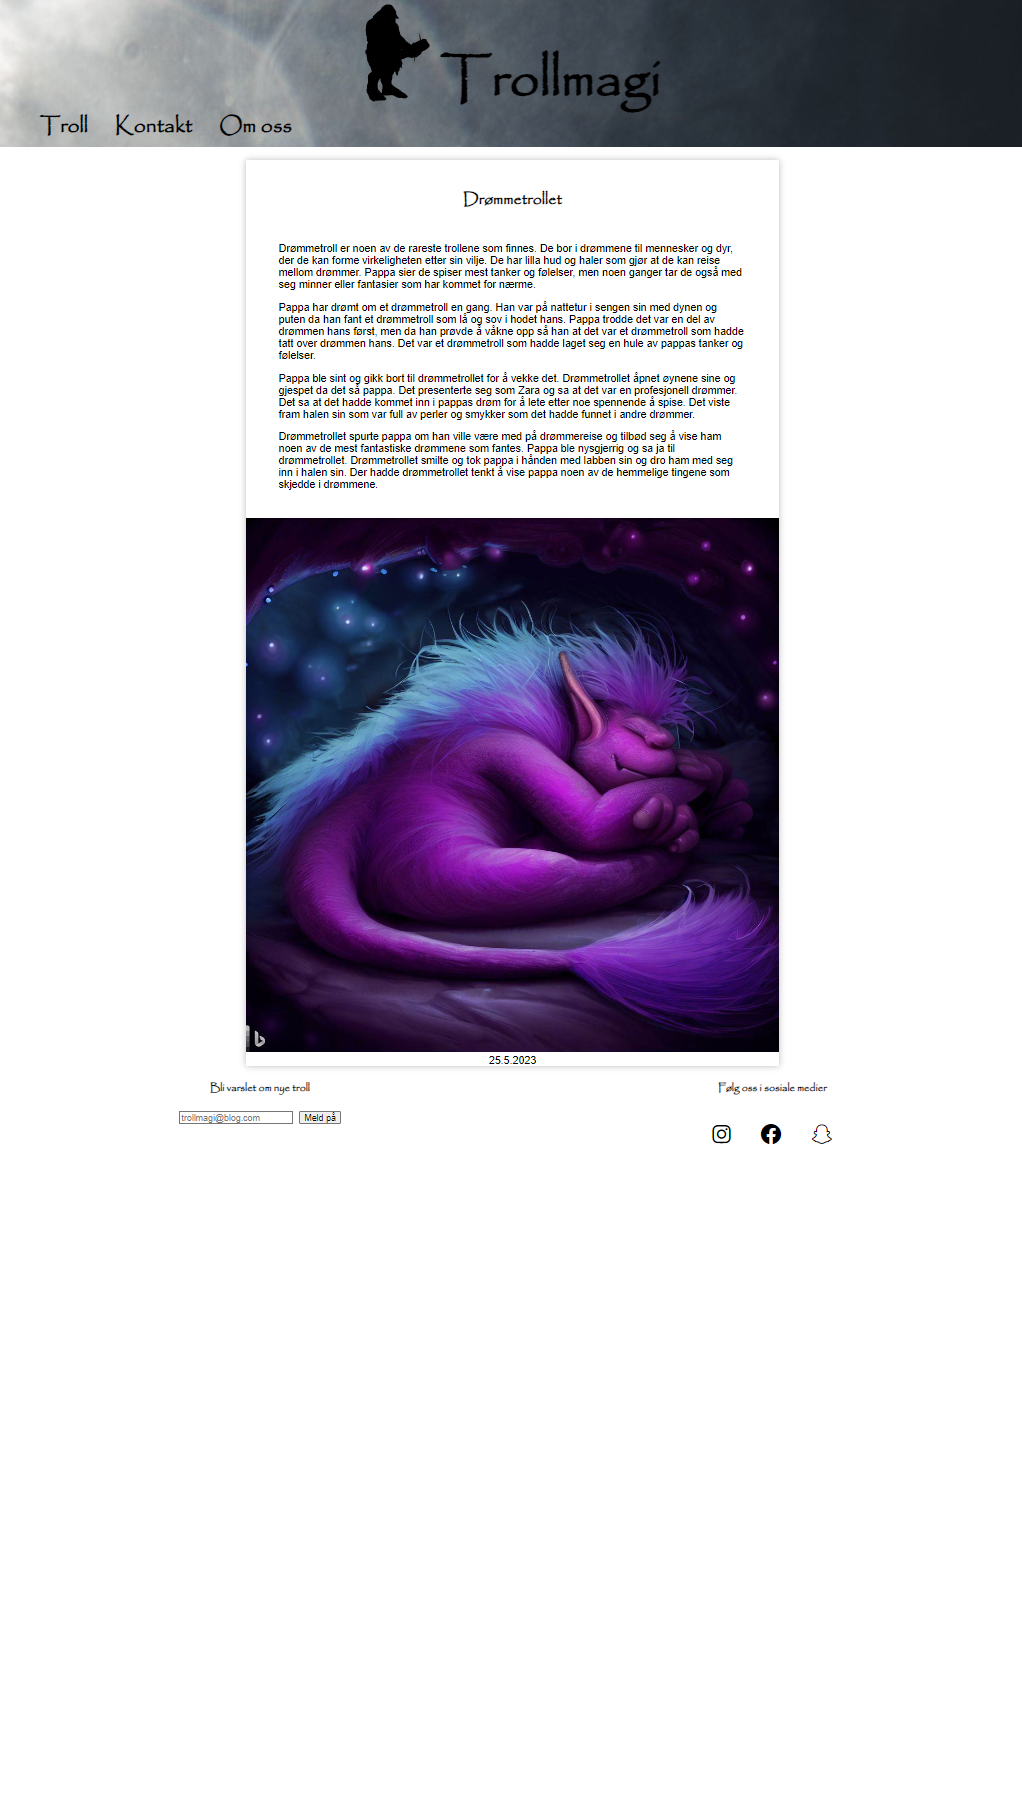 Trollmagi
Troll Kontakt Om oss
Drømmetrollet
Drømmetroll er noen av de rareste trollene som finnes. De bor i drømmene til mennesker og dyr,
der de kan forme virkeligheten etter sin vilje. De har lilla hud og haler som gjør at de kan reise
mellom drømmer. Pappa sier de spiser mest tanker og følelser, men noen ganger tar de også med
seg minner eller fantasier som har kommet for nærme.
Pappa har drømt om et drømmetroll en gang. Han var på nattetur i sengen sin med dynen og
puten da han fant et drømmetroll som lå og sov i hodet hans. Pappa trodde det var en del av
drømmen hans først, men da han prøvde å våkne opp så han at det var et drømmetroll som hadde
tatt over drømmen hans. Det var et drømmetroll som hadde laget seg en hule av pappas tanker og
følelser.
Pappa ble sint og gikk bort til drømmetrollet for å vekke det. Drømmetrollet åpnet øynene sine og
gjespet da det så pappa. Det presenterte seg som Zara og sa at det var en profesjonell drømmer.
Det sa at det hadde kommet inn i pappas drøm for å lete etter noe spennende å spise. Det viste
fram halen sin som var full av perler og smykker som det hadde funnet i andre drømmer.
Drømmetrollet spurte pappa om han ville være med på drømmereise og tilbød seg å vise ham
noen av de mest fantastiske drømmene som fantes. Pappa ble nysgjerrig og sa ja til
drømmetrollet. Drømmetrollet smilte og tok pappa i hånden med labben sin og dro ham med seg
inn i halen sin. Der hadde drømmetrollet tenkt å vise pappa noen av de hemmelige tingene som
skjedde i drømmene.
25.5.2023
Bli varslet om nye troll
trollmagi@blog.com Meld på
Følg oss i sosiale medier